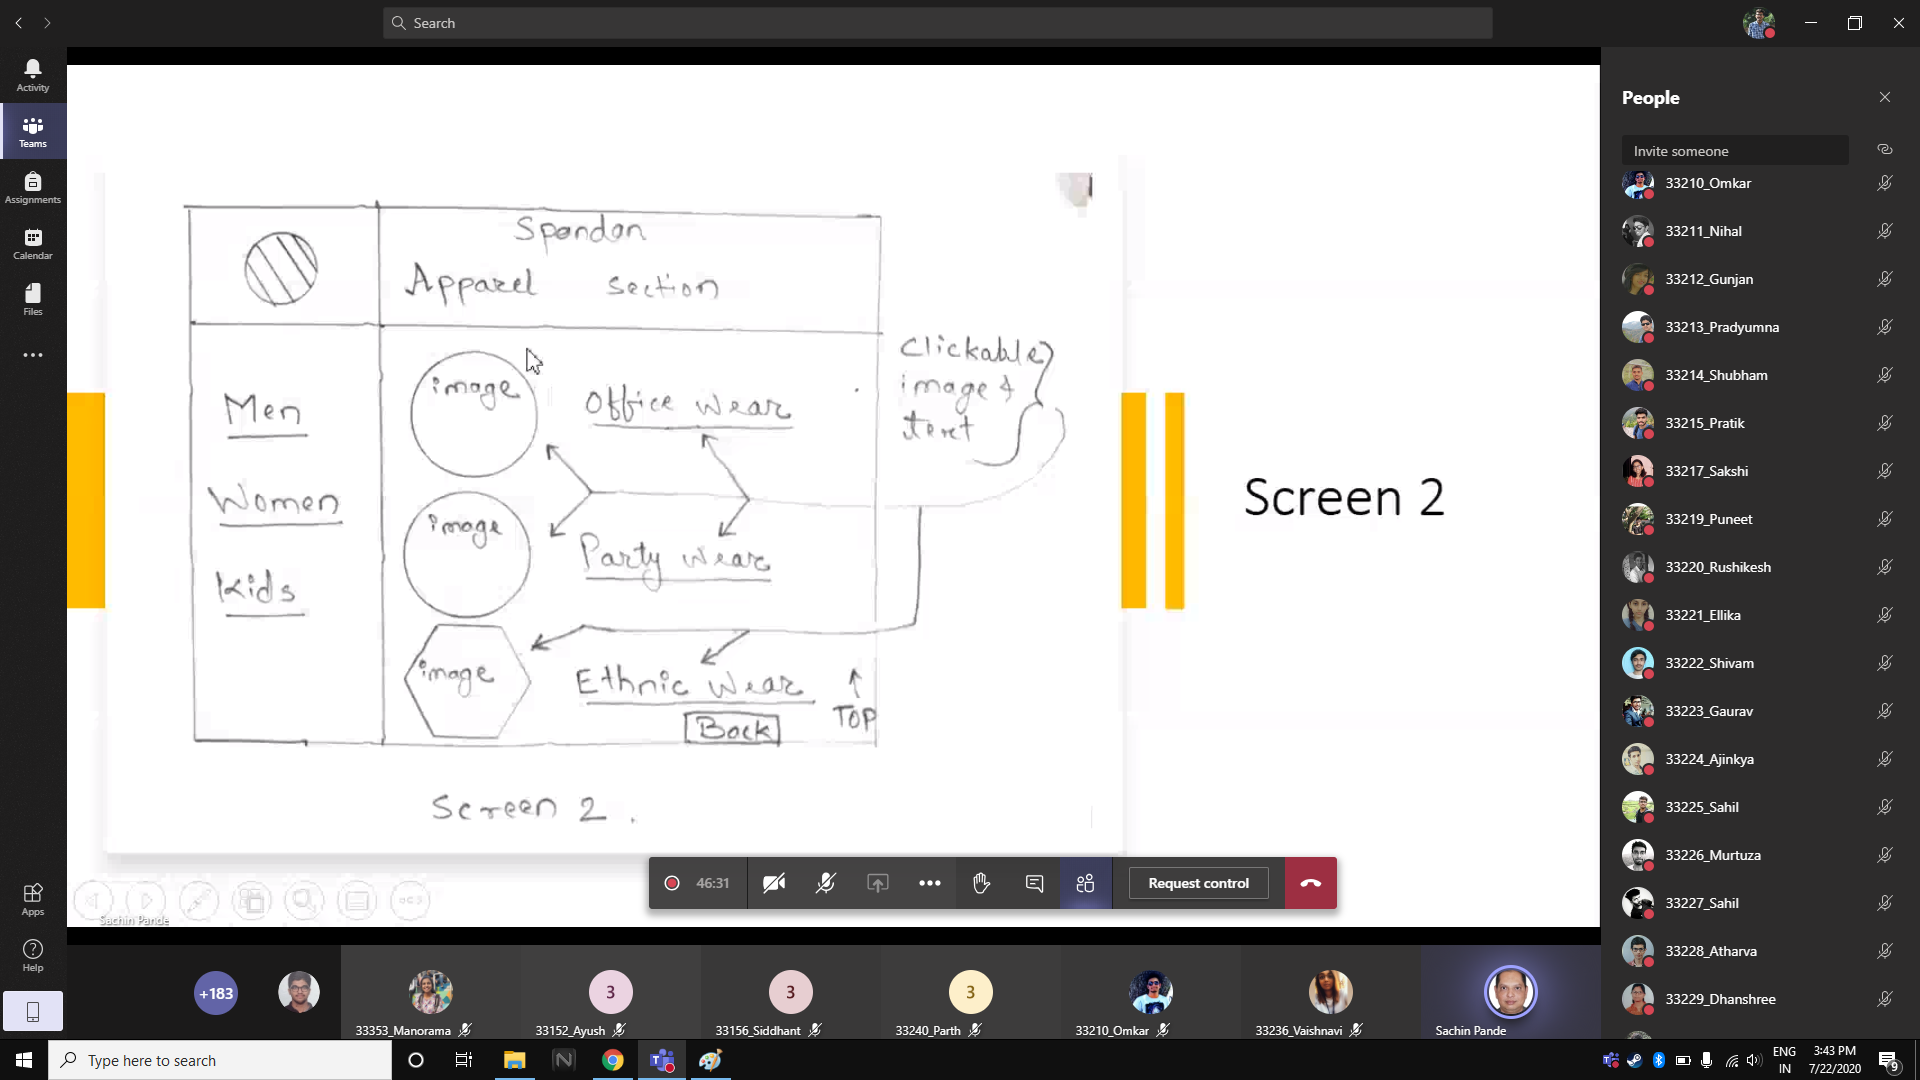 Search
Activity
Teams
Assignments
Calendar
Files
Apps
Help
Spandan
Apparel section
Men
Women
Kids
image
Office Wear
image
Party Wear
image
Ethnic Wear
Back
TOP
Clickable
image &
text
Screen 2.
Screen 2
Sachin Pande
46:31
Request control
People
Invite someone
33210_Omkar
33211_Nihal
33212_Gunjan
33213_Pradyumna
33214_Shubham
33215_Pratik
33217_Sakshi
33219_Puneet
33220_Rushikesh
33221_Ellika
33222_Shivam
33223_Gaurav
33224_Ajinkya
33225_Sahil
33226_Murtuza
33227_Sahil
33228_Atharva
33229_Dhanshree
+183
33353_Manorama
3
33152_Ayush
3
33156_Siddhant
3
33240_Parth
33210_Omkar
33236_Vaishnavi
Sachin Pande
Type here to search
ENG
IN
3:43 PM
7/22/2020
9